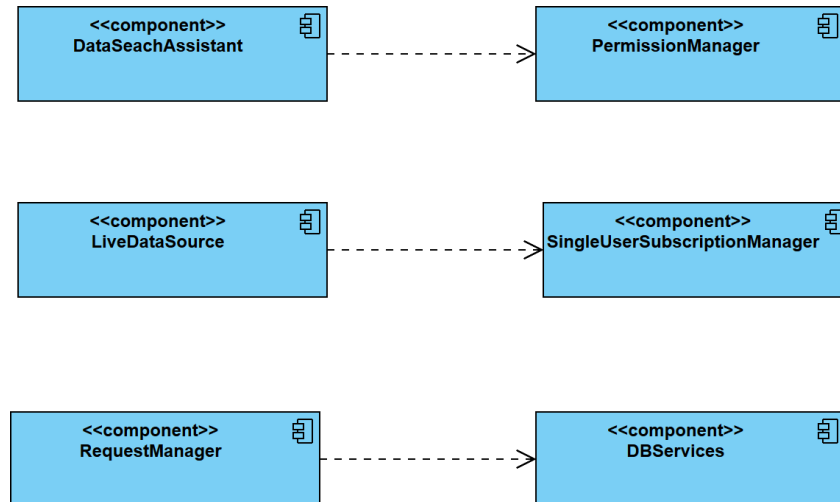 <<component>>
DataSeachAssistant
<<component>>
PermissionManager
<<component>>
LiveDataSource
<<component>>
SingleUserSubscriptionManager
<<component>>
RequestManager
<<component>>
DBServices